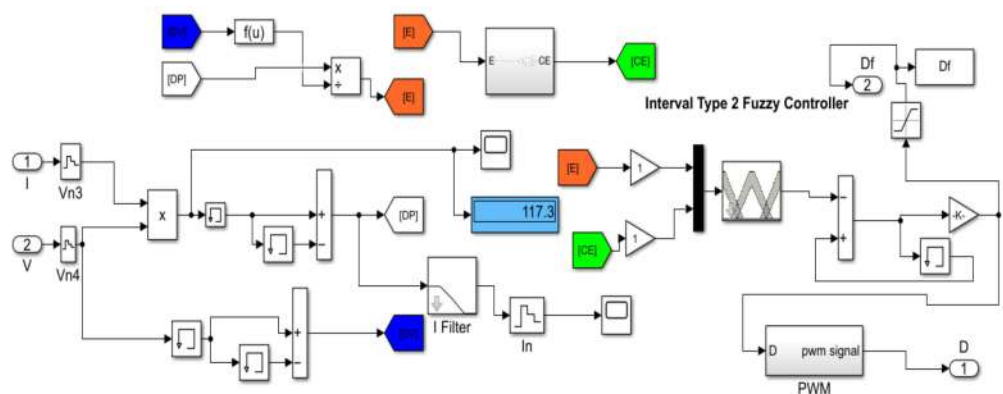 f(u)
[DP]
x
÷
[E]
[E]
E
CE
[CE]
Df
2
Df
Interval Type 2 Fuzzy Controller
1
I
Vn3
x
+
−
[DP]
117.3
[E]
1
[CE]
1
−
+
-K-
2
V
Vn4
+
−
I Filter
In
D
pwm signal
PWM
D
1